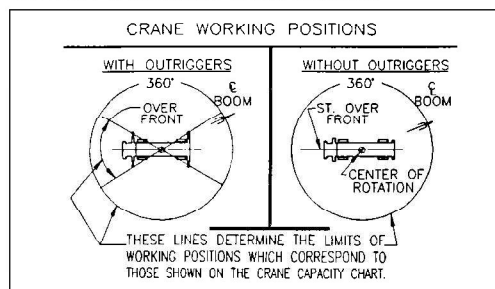 CRANE WORKING POSITIONS
WITH OUTRIGGERS
360°
℄
BOOM
OVER
FRONT
WITHOUT OUTRIGGERS
360°
℄
BOOM
ST. OVER
FRONT
CENTER OF
ROTATION
THESE LINES DETERMINE THE LIMITS OF
WORKING POSITIONS WHICH CORRESPOND TO
THOSE SHOWN ON THE CRANE CAPACITY CHART.